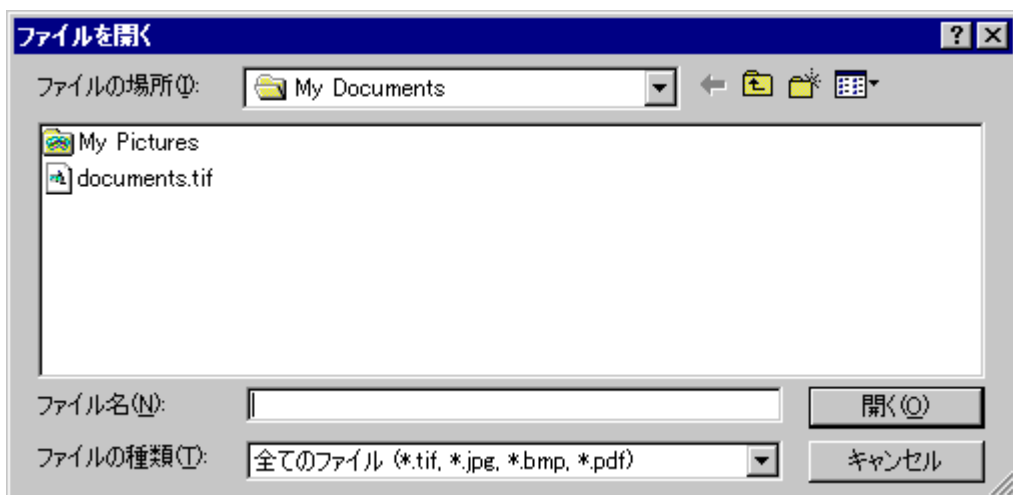 ファイルを開く
ファイルの場所(I): My Documents
My Pictures
documents.tif
ファイル名(N): 開く(O)
ファイルの種類(T): 全てのファイル (*.tif, *.jpg, *.bmp, *.pdf) キャンセル